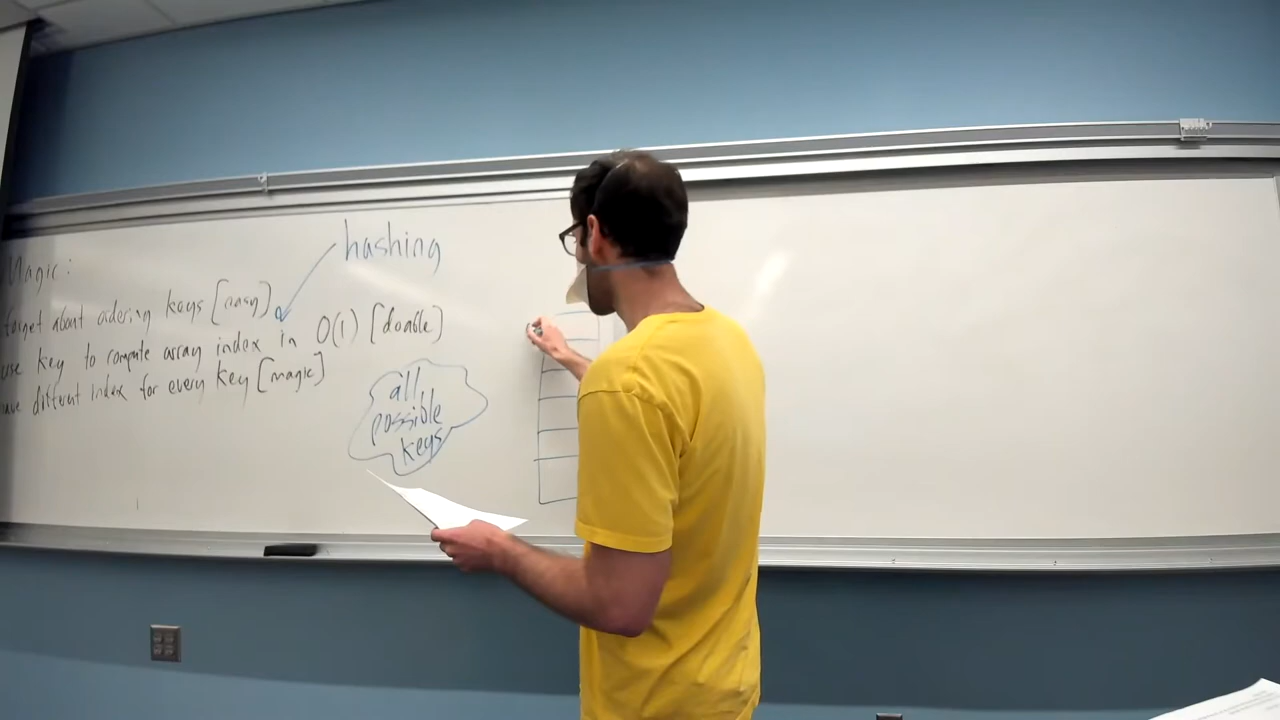 Magic:
hashing
forget about ordering keys [easy]
use key to compute array index in O(1) [doable]
have different index for every key [magic]
all
possible
keys